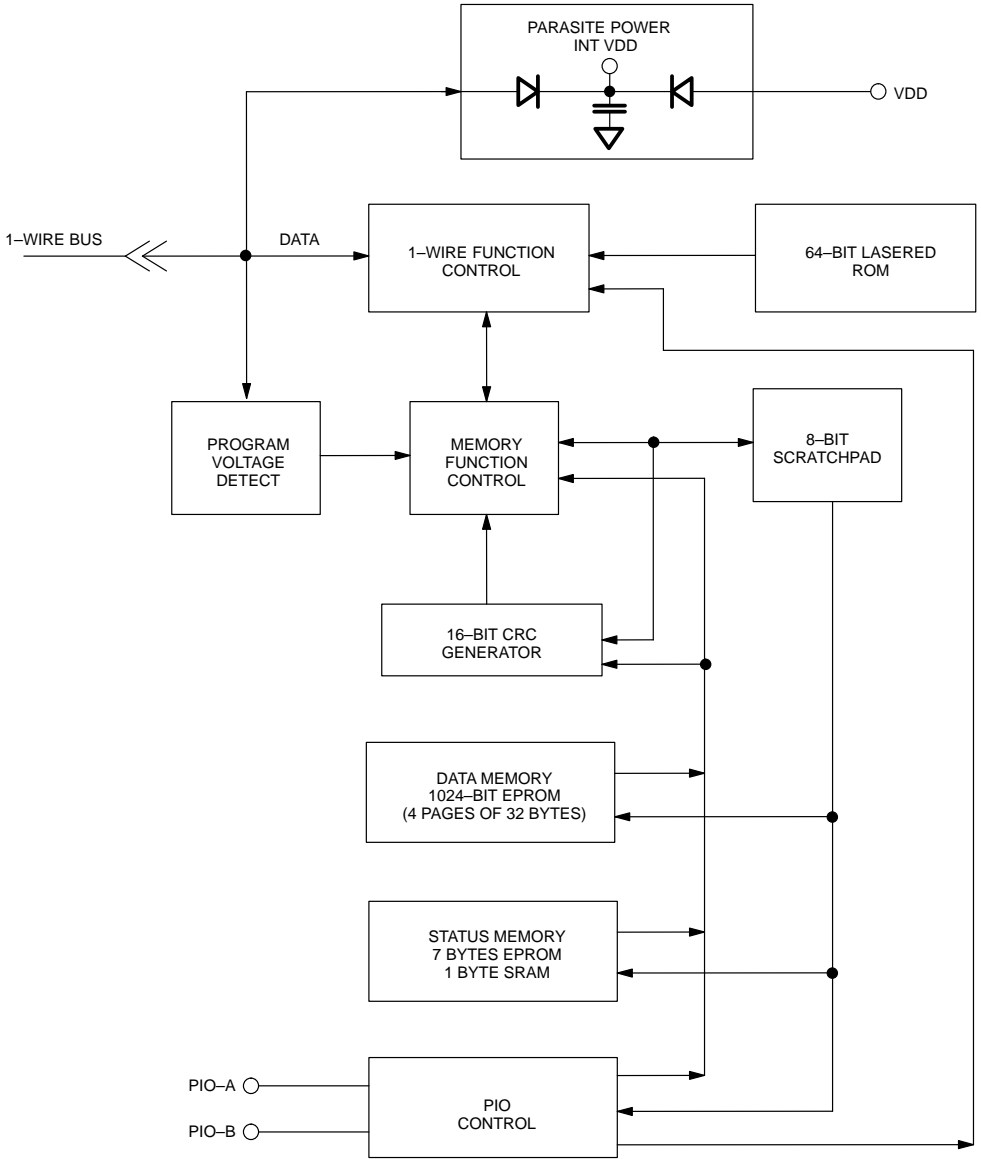 PARASITE POWER
INT VDD
VDD
1–WIRE BUS
DATA
1–WIRE FUNCTION
CONTROL
64–BIT LASERED
ROM
PROGRAM
VOLTAGE
DETECT
MEMORY
FUNCTION
CONTROL
8–BIT
SCRATCHPAD
16–BIT CRC
GENERATOR
DATA MEMORY
1024–BIT EPROM
(4 PAGES OF 32 BYTES)
STATUS MEMORY
7 BYTES EPROM
1 BYTE SRAM
PIO–A
PIO–B
PIO
CONTROL